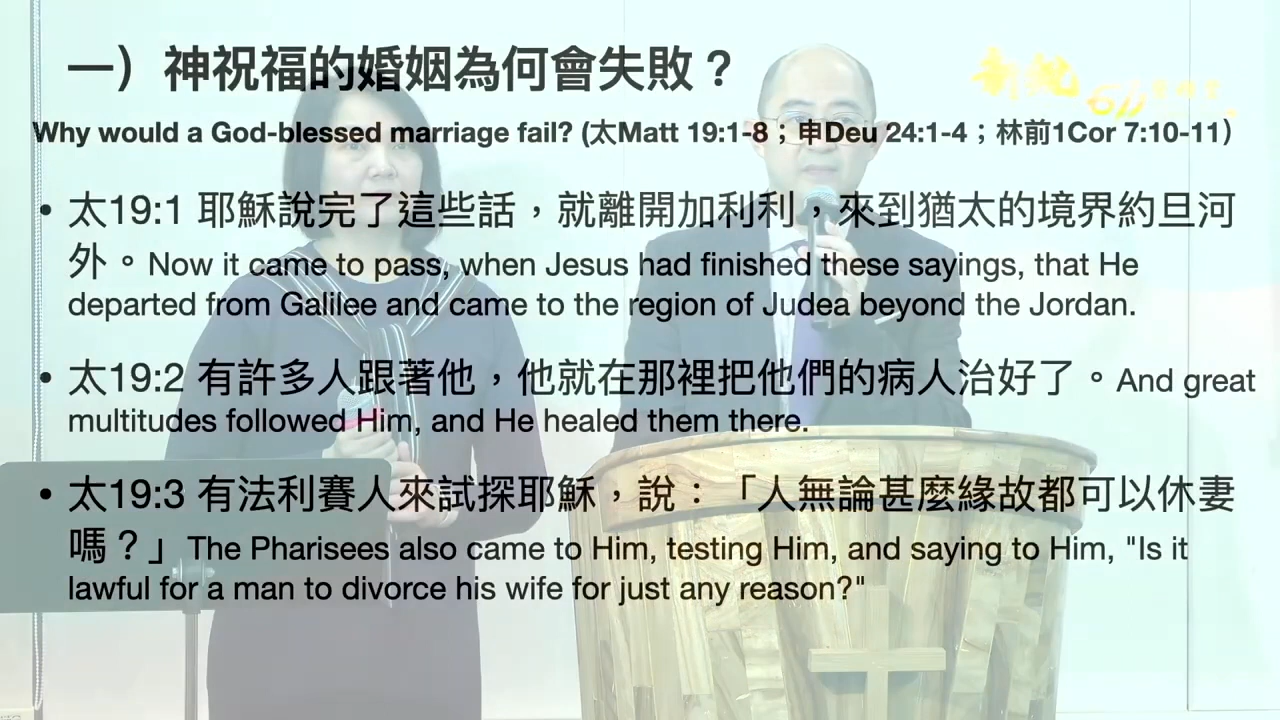 一）神祝福的婚姻為何會失敗？
Why would a God-blessed marriage fail? (太Matt 19:1-8；申Deu 24:1-4；林前1Cor 7:10-11）
• 太19:1 耶穌說完了這些話，就離開加利利，來到猶太的境界約旦河
外。Now it came to pass, when Jesus had finished these sayings, that He
departed from Galilee and came to the region of Judea beyond the Jordan.
• 太19:2 有許多人跟著他，他就在那裡把他們的病人治好了。And great
multitudes followed Him, and He healed them there.
• 太19:3 有法利賽人來試探耶穌，說：「人無論甚麼緣故都可以休妻
嗎？」The Pharisees also came to Him, testing Him, and saying to Him, "Is it
lawful for a man to divorce his wife for just any reason?"
611